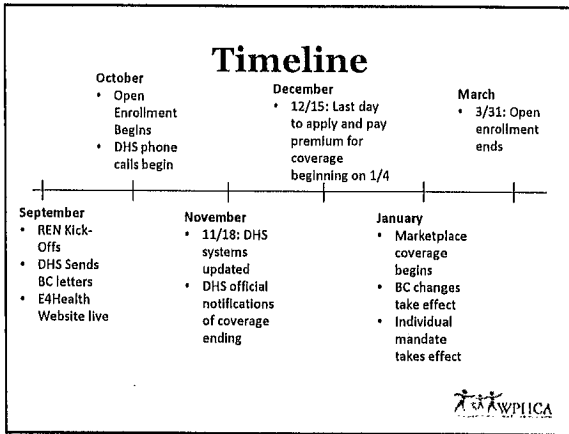 Timeline
October
• Open
Enrollment
Begins
• DHS phone
calls begin
December
• 12/15: Last day
to apply and pay
premium for
coverage
beginning on 1/4
March
• 3/31: Open
enrollment
ends
September
• REN Kick-
Offs
• DHS Sends
BC letters
• E4Health
Website live
November
• 11/18: DHS
systems
updated
• DHS official
notifications
of coverage
ending
January
• Marketplace
coverage
begins
• BC changes
take effect
• Individual
mandate
takes effect
WPHCA